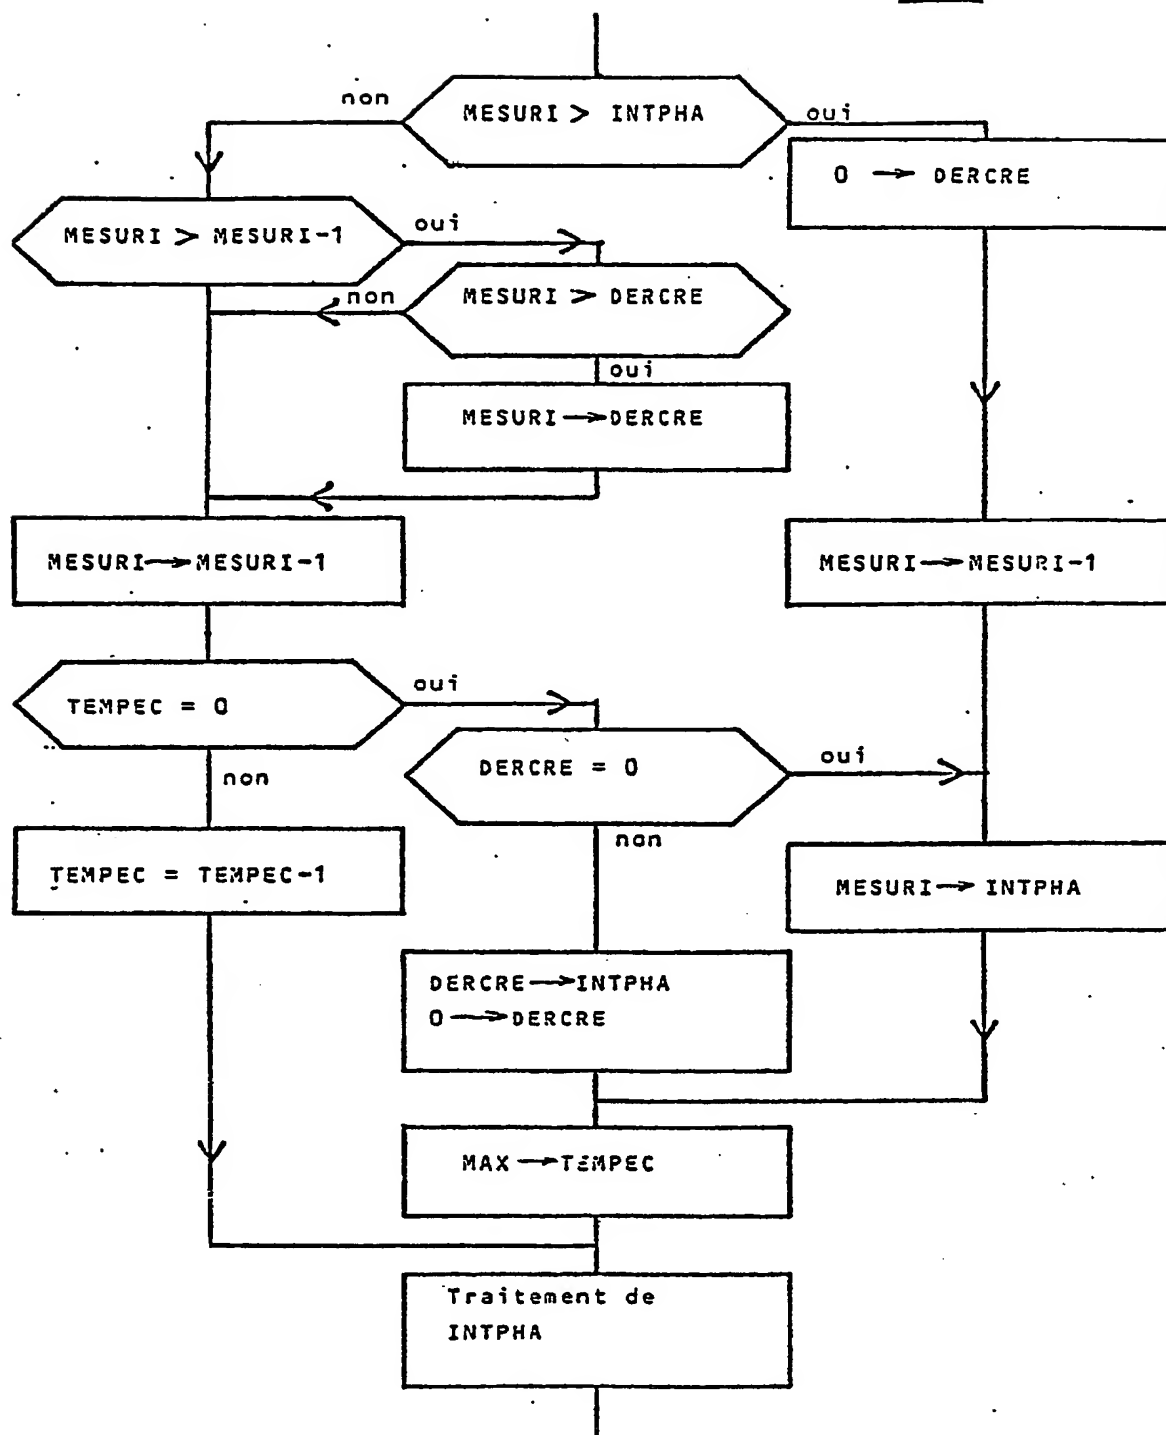 non
MESURI > INTPHA
oui
0 → DERCRE
MESURI > MESURI-1
oui
non
MESURI > DERCRE
oui
MESURI → DERCRE
MESURI → MESURI-1
MESURI → MESURI-1
TEMPEC = 0
oui
non
DERCRE = 0
oui
non
TEMPEC = TEMPEC-1
MESURI → INTPHA
DERCRE → INTPHA
0 → DERCRE
MAX → TEMPEC
Traitement de
INTPHA